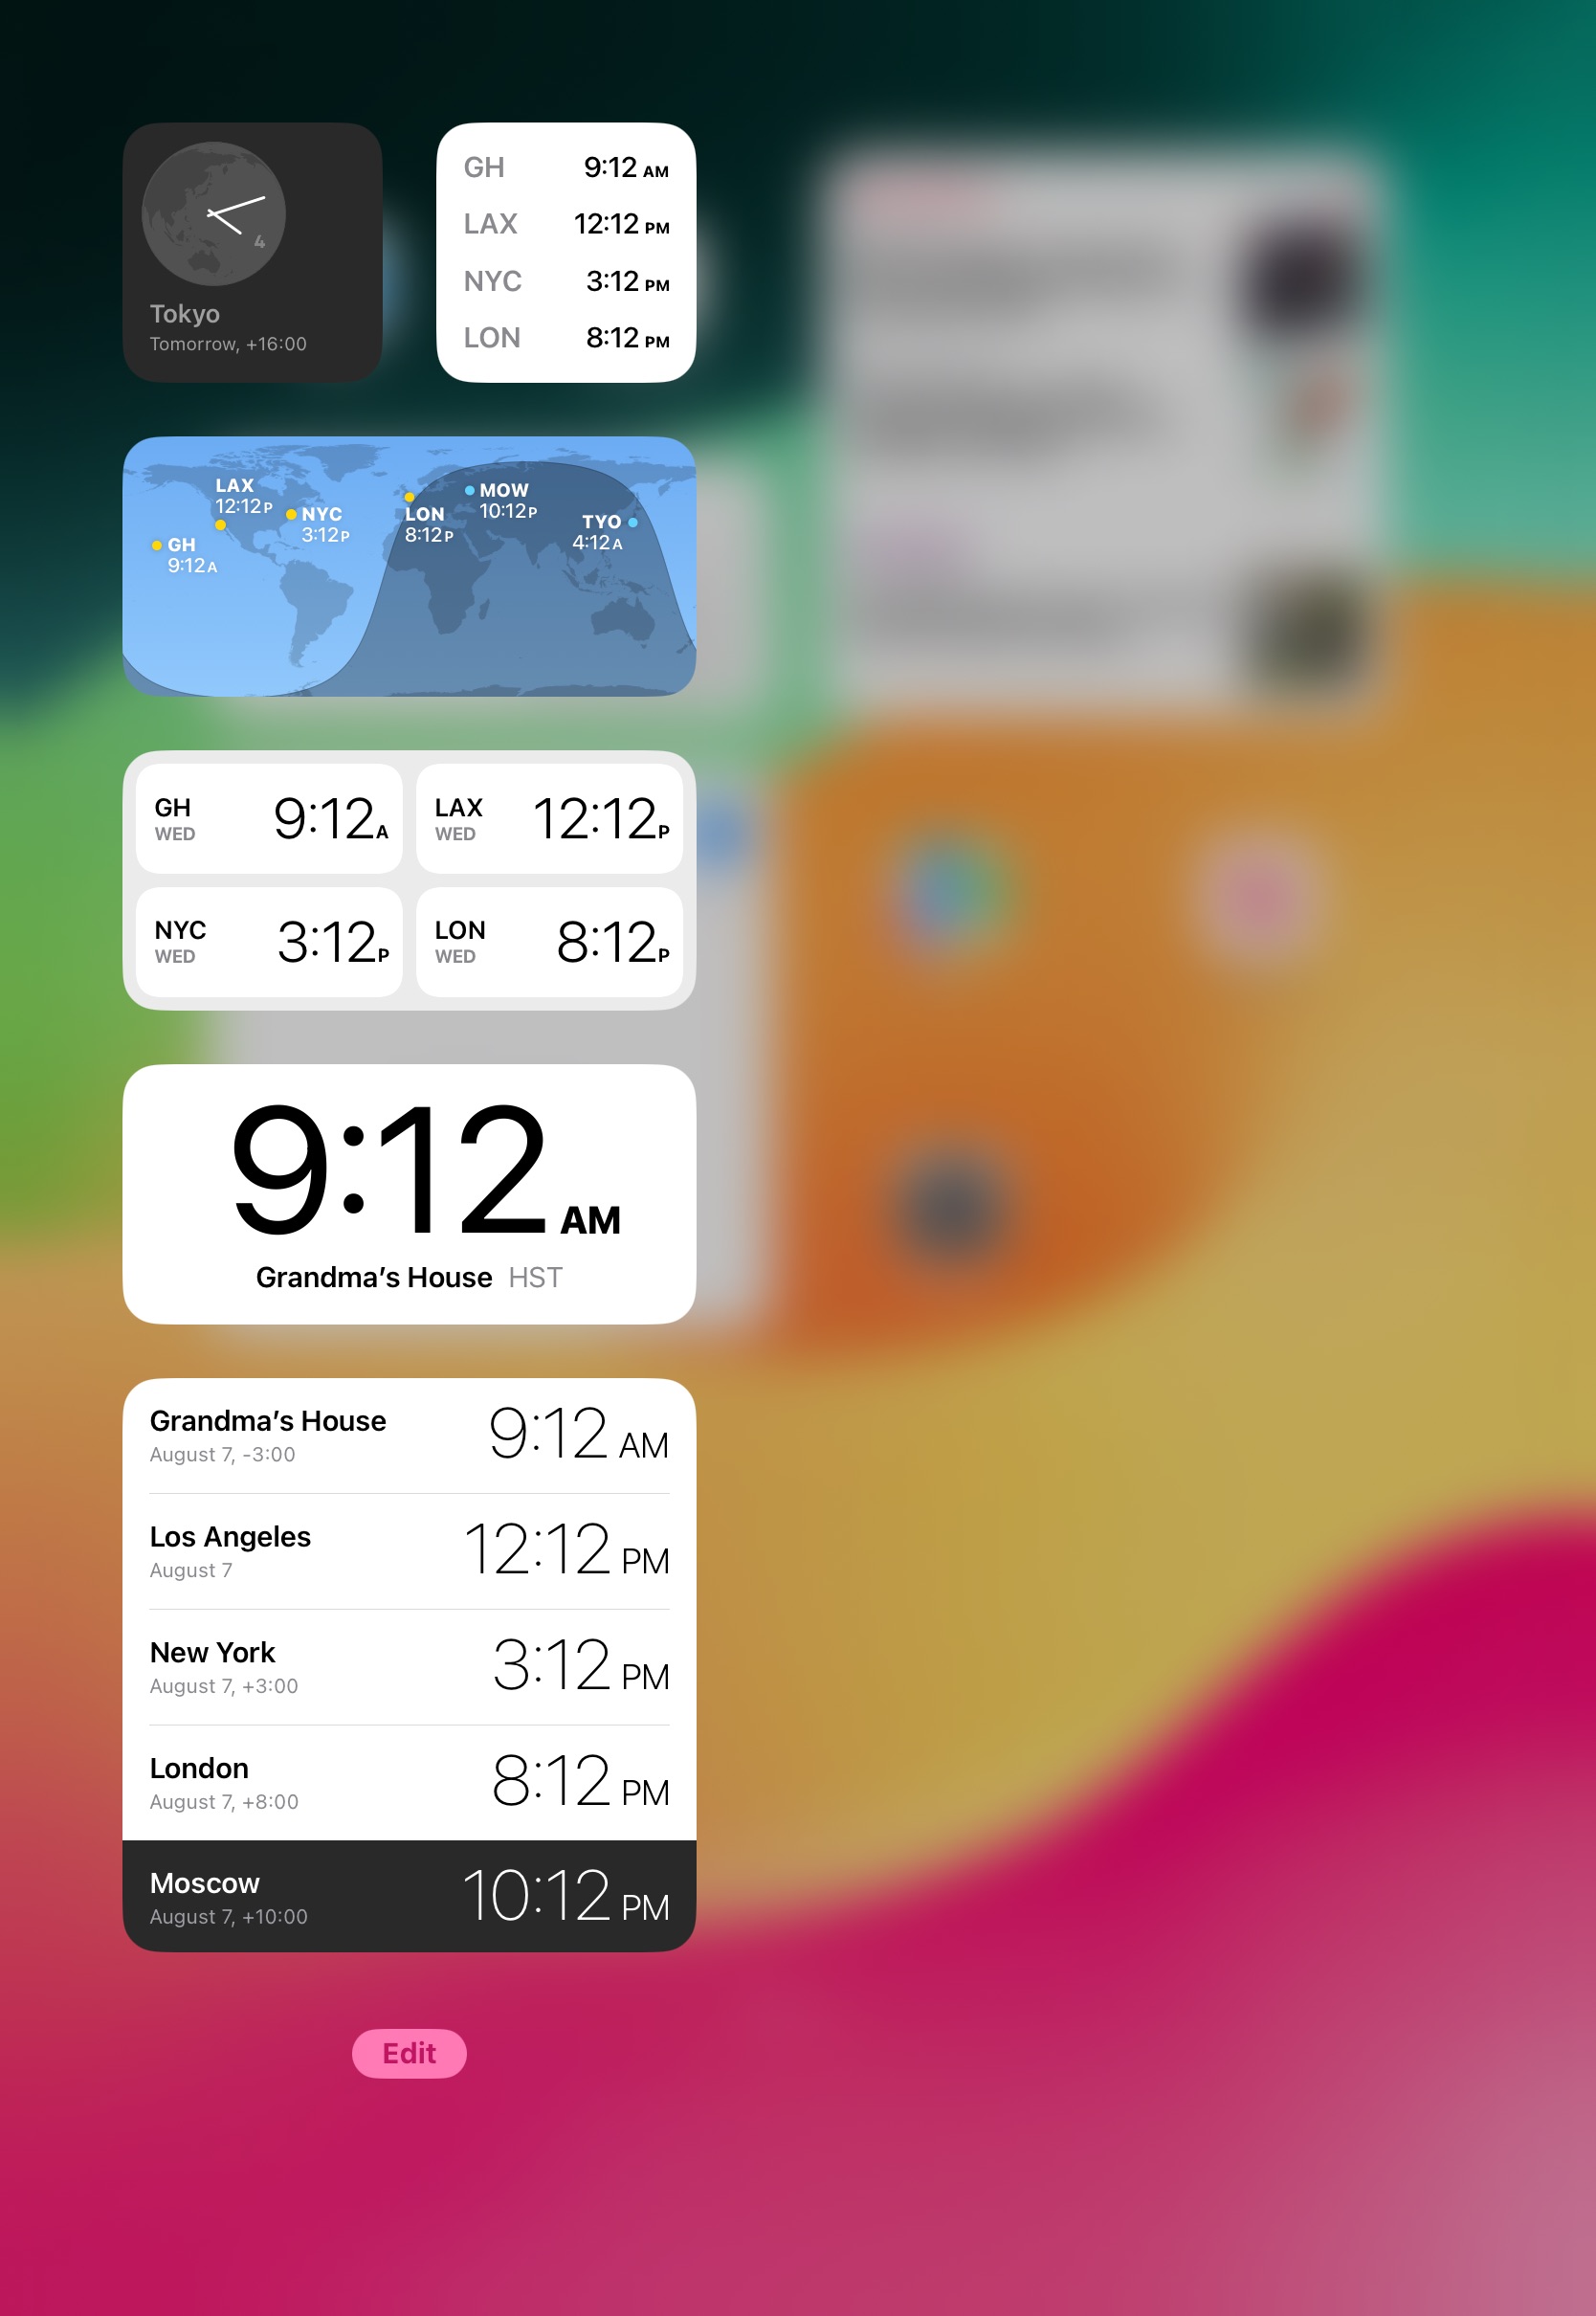 4
Tokyo
Tomorrow, +16:00
GH 9:12 AM
LAX 12:12 PM
NYC 3:12 PM
LON 8:12 PM
LAX
12:12P
NYC
3:12P
GH
9:12A
LON
8:12P
MOW
10:12P
TYO
4:12A
GH
WED
9:12A
LAX
WED
12:12P
NYC
WED
3:12P
LON
WED
8:12P
9:12 AM
Grandma’s House HST
Grandma’s House
August 7, -3:00
9:12 AM
Los Angeles
August 7
12:12 PM
New York
August 7, +3:00
3:12 PM
London
August 7, +8:00
8:12 PM
Moscow
August 7, +10:00
10:12 PM
Edit